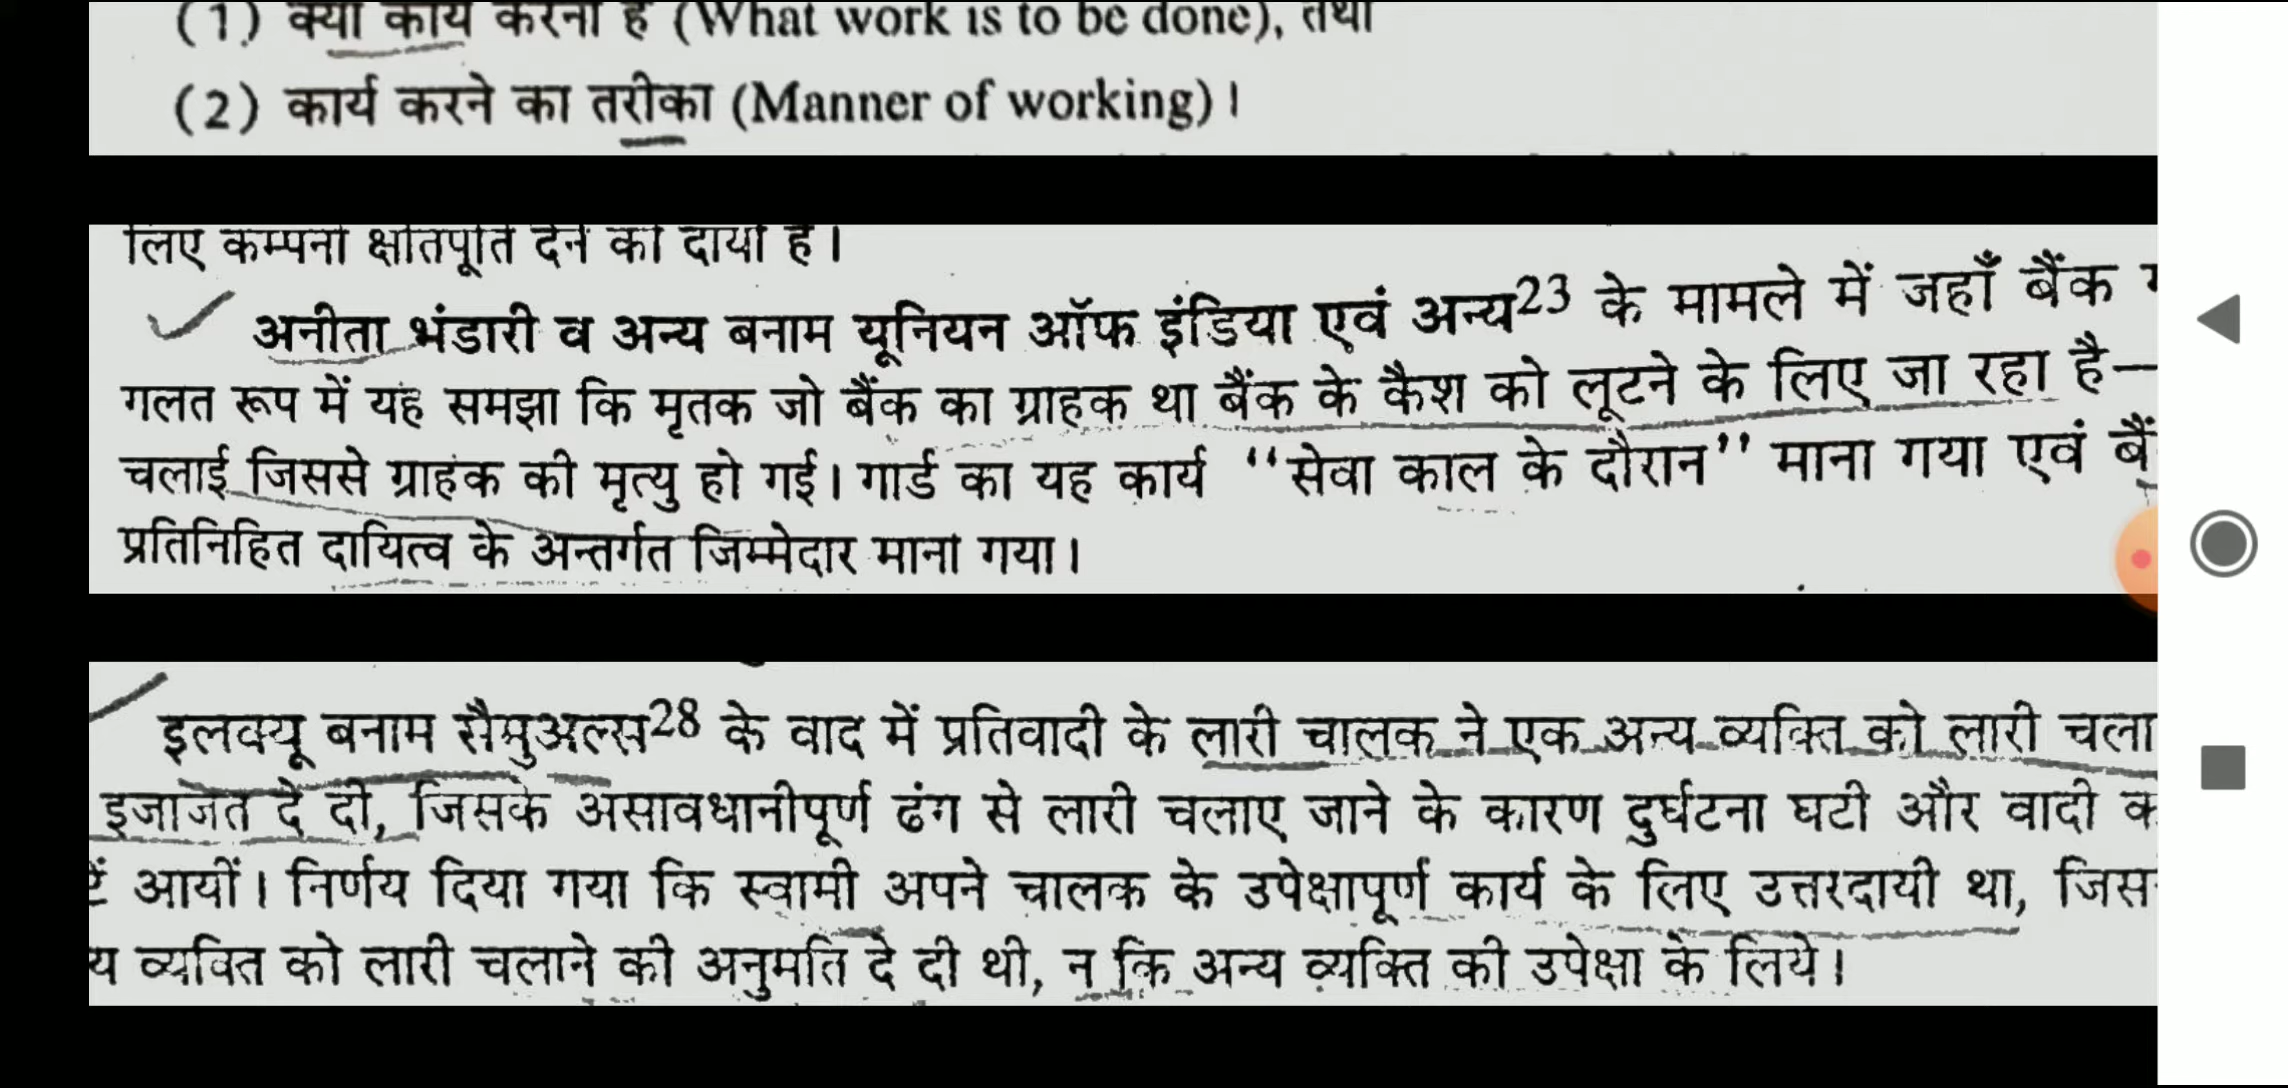 (1) क्या कार्य करना है (What work is to be done), तथा
(2) कार्य करने का तरीका (Manner of working)।
लिए कम्पनी क्षतिपूर्ति देने को दायी है।
अनीता भंडारी व अन्य बनाम यूनियन ऑफ इंडिया एवं अन्य23 के मामले में जहाँ बैंक
गलत रूप में यह समझा कि मृतक जो बैंक का ग्राहक था बैंक के कैश को लूटने के लिए जा रहा है—
चलाई जिससे ग्राहक की मृत्यु हो गई। गार्ड का यह कार्य “सेवा काल के दौरान” माना गया एवं
प्रतिनिहित दायित्व के अन्तर्गत जिम्मेदार माना गया।
इलक्यू बनाम सैमुअल्स28 के वाद में प्रतिवादी के लारी चालक ने एक अन्य व्यक्ति को लारी चला
इजाजत दे दी, जिसके असावधानीपूर्ण ढंग से लारी चलाए जाने के कारण दुर्घटना घटी और वादी
आयीं। निर्णय दिया गया कि स्वामी अपने चालक के उपेक्षापूर्ण कार्य के लिए उत्तरदायी था, जिस
य व्यक्ति को लारी चलाने की अनुमति दे दी थी, न कि अन्य व्यक्ति की उपेक्षा के लिये।